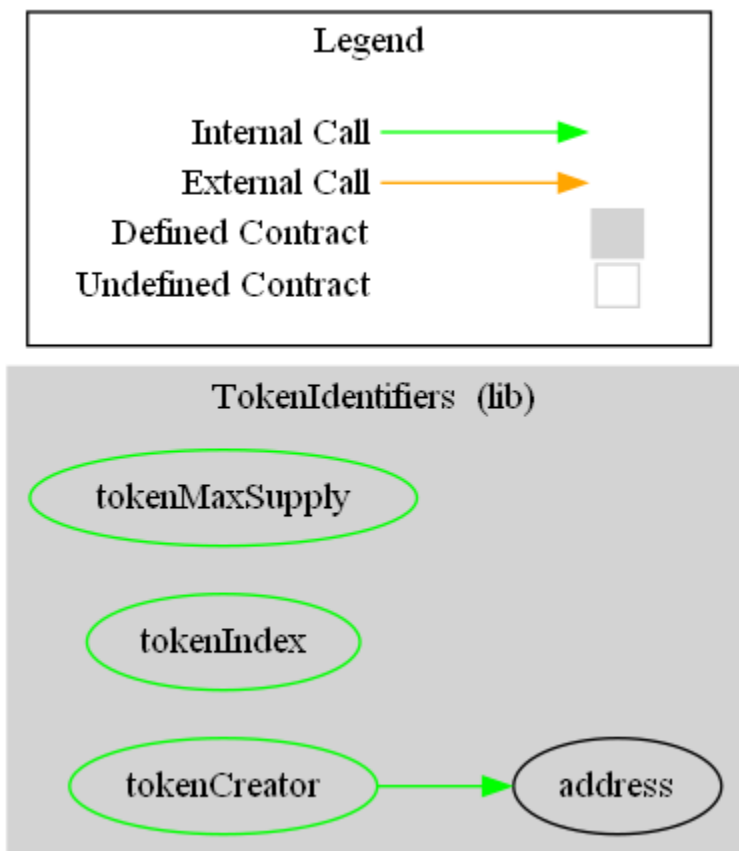 Legend
Internal Call
External Call
Defined Contract
Undefined Contract
TokenIdentifiers (lib)
tokenMaxSupply
tokenIndex
tokenCreator address